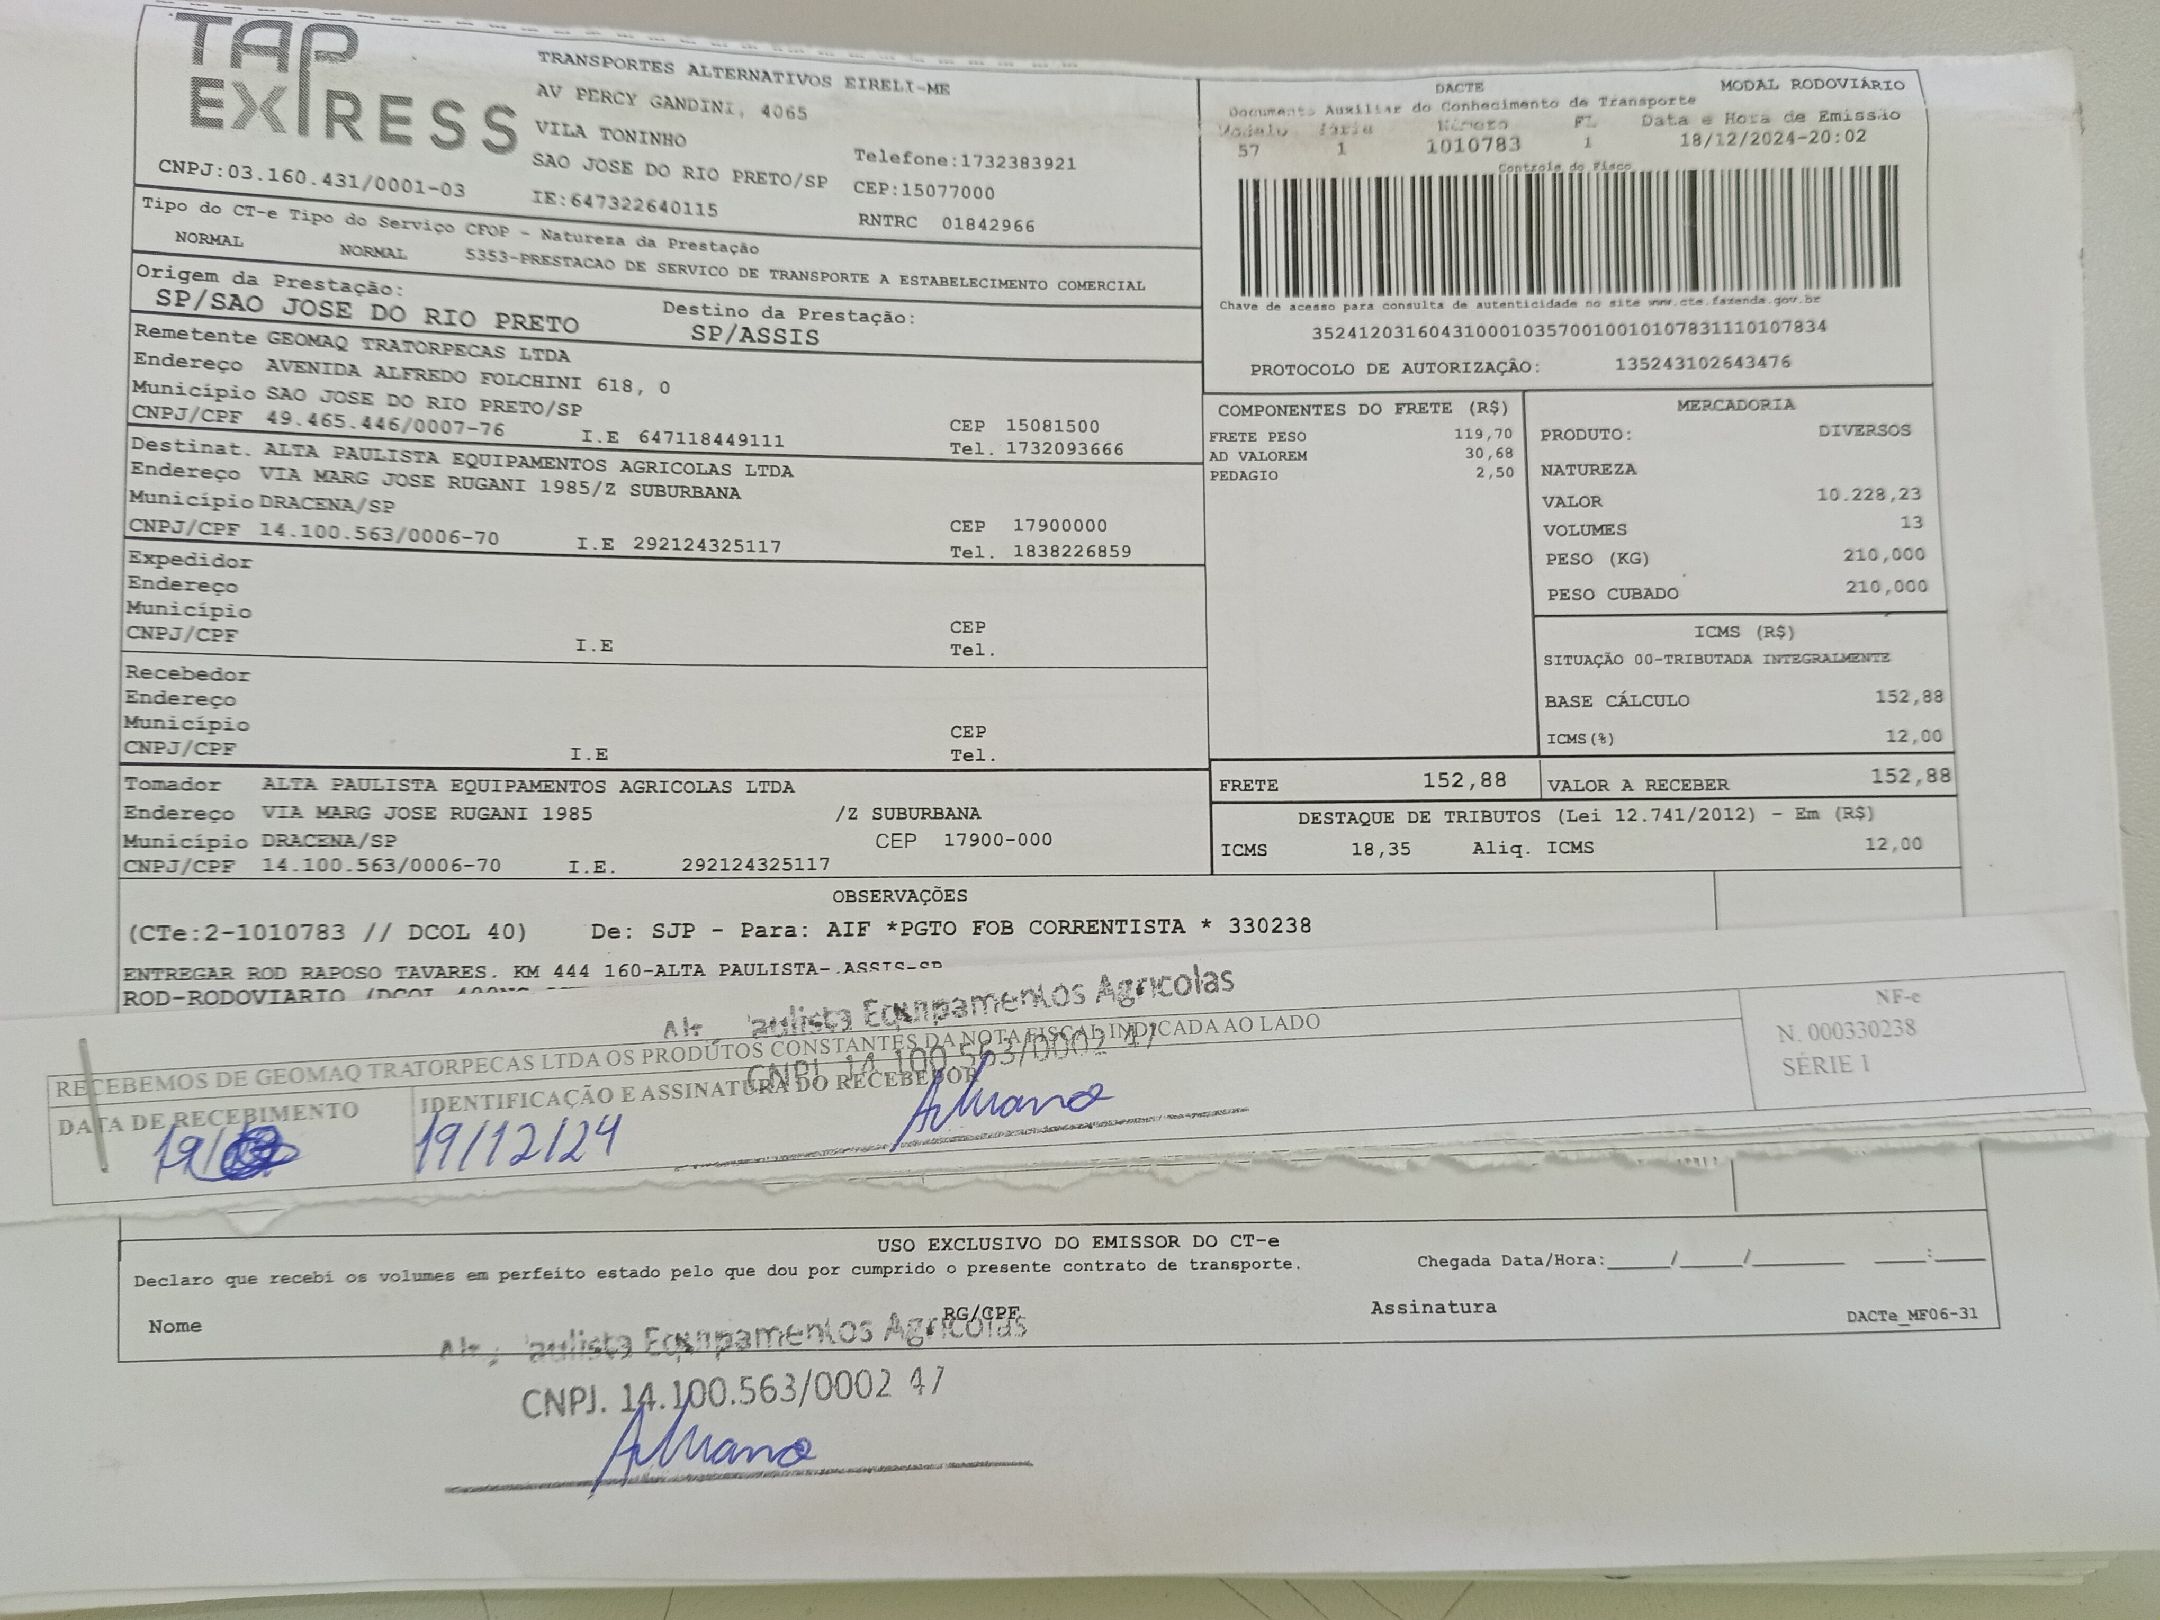 TAP
EXPRESS
TRANSPORTES ALTERNATIVOS EIRELI-ME
AV PERCY GANDINI, 4065
VILA TONINHO
SAO JOSE DO RIO PRETO/SP
Telefone:1732383921
CEP:15077000
CNPJ:03.160.431/0001-03
IE:647322640115
RNTRC 01842966
DACTE
MODAL RODOVIÁRIO
Documento Auxiliar do Conhecimento de Transporte
Modelo Série Número FL Data e Hora de Emissão
57 1 1010783 1 18/12/2024-20:02
Controle do Fisco
Chave de acesso para consulta de autenticidade no site www.cte.fazenda.gov.br
35241203160431000103570010010107831110107834
PROTOCOLO DE AUTORIZAÇÃO: 135243102643476
Tipo do CT-e Tipo do Serviço CFOP - Natureza da Prestação
NORMAL NORMAL 5353-PRESTACAO DE SERVICO DE TRANSPORTE A ESTABELECIMENTO COMERCIAL
Origem da Prestação: Destino da Prestação:
SP/SAO JOSE DO RIO PRETO SP/ASSIS
Remetente GEOMAQ TRATORPECAS LTDA
Endereço AVENIDA ALFREDO FOLCHINI 618, 0
Município SAO JOSE DO RIO PRETO/SP CEP 15081500
CNPJ/CPF 49.465.446/0007-76 I.E 647118449111 Tel. 1732093666
Destinat. ALTA PAULISTA EQUIPAMENTOS AGRICOLAS LTDA
Endereço VIA MARG JOSE RUGANI 1985/Z SUBURBANA
Município DRACENA/SP CEP 17900000
CNPJ/CPF 14.100.563/0006-70 I.E 292124325117 Tel. 1838226859
Expedidor
Endereço
Município CEP
CNPJ/CPF I.E Tel.
Recebedor
Endereço
Município CEP
CNPJ/CPF I.E Tel.
Tomador ALTA PAULISTA EQUIPAMENTOS AGRICOLAS LTDA
Endereço VIA MARG JOSE RUGANI 1985 /Z SUBURBANA
Município DRACENA/SP CEP 17900-000
CNPJ/CPF 14.100.563/0006-70 I.E. 292124325117
COMPONENTES DO FRETE (R$)
FRETE PESO 119,70
AD VALOREM 30,68
PEDAGIO 2,50
MERCADORIA
PRODUTO: DIVERSOS
NATUREZA
VALOR 10.228,23
VOLUMES 13
PESO (KG) 210,000
PESO CUBADO 210,000
ICMS (R$)
SITUAÇÃO 00-TRIBUTADA INTEGRALMENTE
BASE CÁLCULO 152,88
ICMS(%) 12,00
FRETE 152,88 VALOR A RECEBER 152,88
DESTAQUE DE TRIBUTOS (Lei 12.741/2012) - Em (R$)
ICMS 18,35 Aliq. ICMS 12,00
OBSERVAÇÕES
(CTe:2-1010783 // DCOL 40) De: SJP - Para: AIF *PGTO FOB CORRENTISTA * 330238
ENTREGAR ROD RAPOSO TAVARES. KM 444 160-ALTA PAULISTA-.ASSIS-SP
ROD-RODOVIARIO (DCOL
aulista Equipamentos Agricolas
CNPJ. 14.100.563/0002 47
RECEBEMOS DE GEOMAQ TRATORPECAS LTDA OS PRODUTOS CONSTANTES DA NOTA FISCAL INDICADA AO LADO
DATA DE RECEBIMENTO
IDENTIFICAÇÃO E ASSINATURA DO RECEBEDOR
NF-e
N. 000330238
SÉRIE 1
19/
19/12/24
USO EXCLUSIVO DO EMISSOR DO CT-e
Declaro que recebi os volumes em perfeito estado pelo que dou por cumprido o presente contrato de transporte.
Chegada Data/Hora:_____/_____/________ ____:____
Nome RG/CPF Assinatura
DACTe_MF06-31
aulista Equipamentos Agricolas
CNPJ. 14.100.563/0002 47